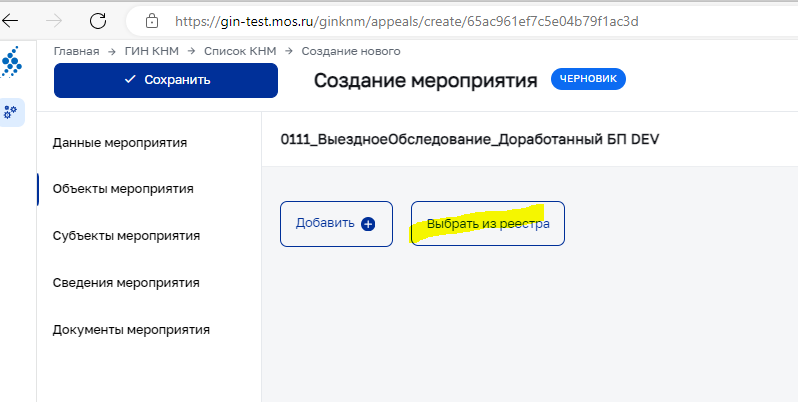 https://gin-test.mos.ru/ginknm/appeals/create/65ac961ef7c5e04b79f1ac3d
Главная → ГИН КНМ → Список КНМ → Создание нового
Сохранить
Создание мероприятия
ЧЕРНОВИК
Данные мероприятия
0111_ВыездноеОбследование_Доработанный БП DEV
Объекты мероприятия
Добавить
Выбрать из реестра
Субъекты мероприятия
Сведения мероприятия
Документы мероприятия